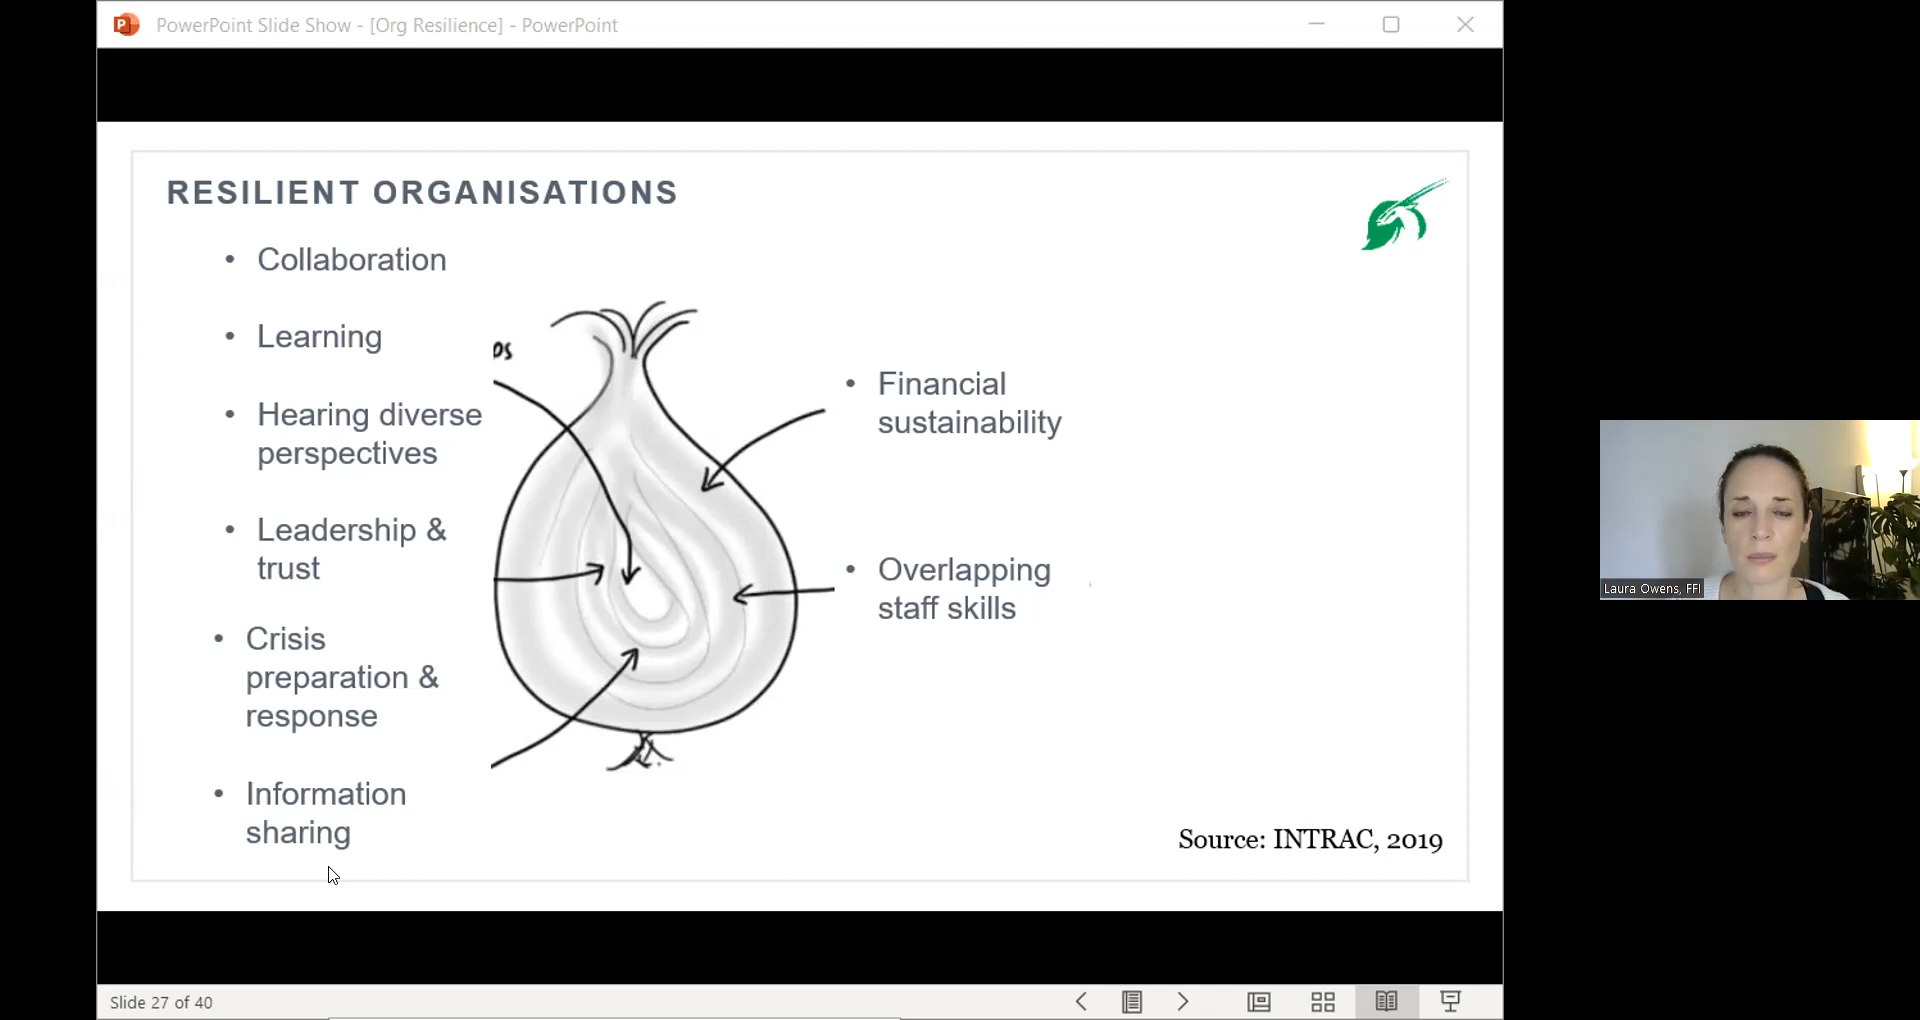 PowerPoint Slide Show - [Org Resilience] - PowerPoint
RESILIENT ORGANISATIONS
• Collaboration
• Learning
• Hearing diverse
perspectives
• Leadership &
trust
• Crisis
preparation &
response
• Information
sharing
• Financial
sustainability
• Overlapping
staff skills
Source: INTRAC, 2019
Laura Owens, FFI
Slide 27 of 40